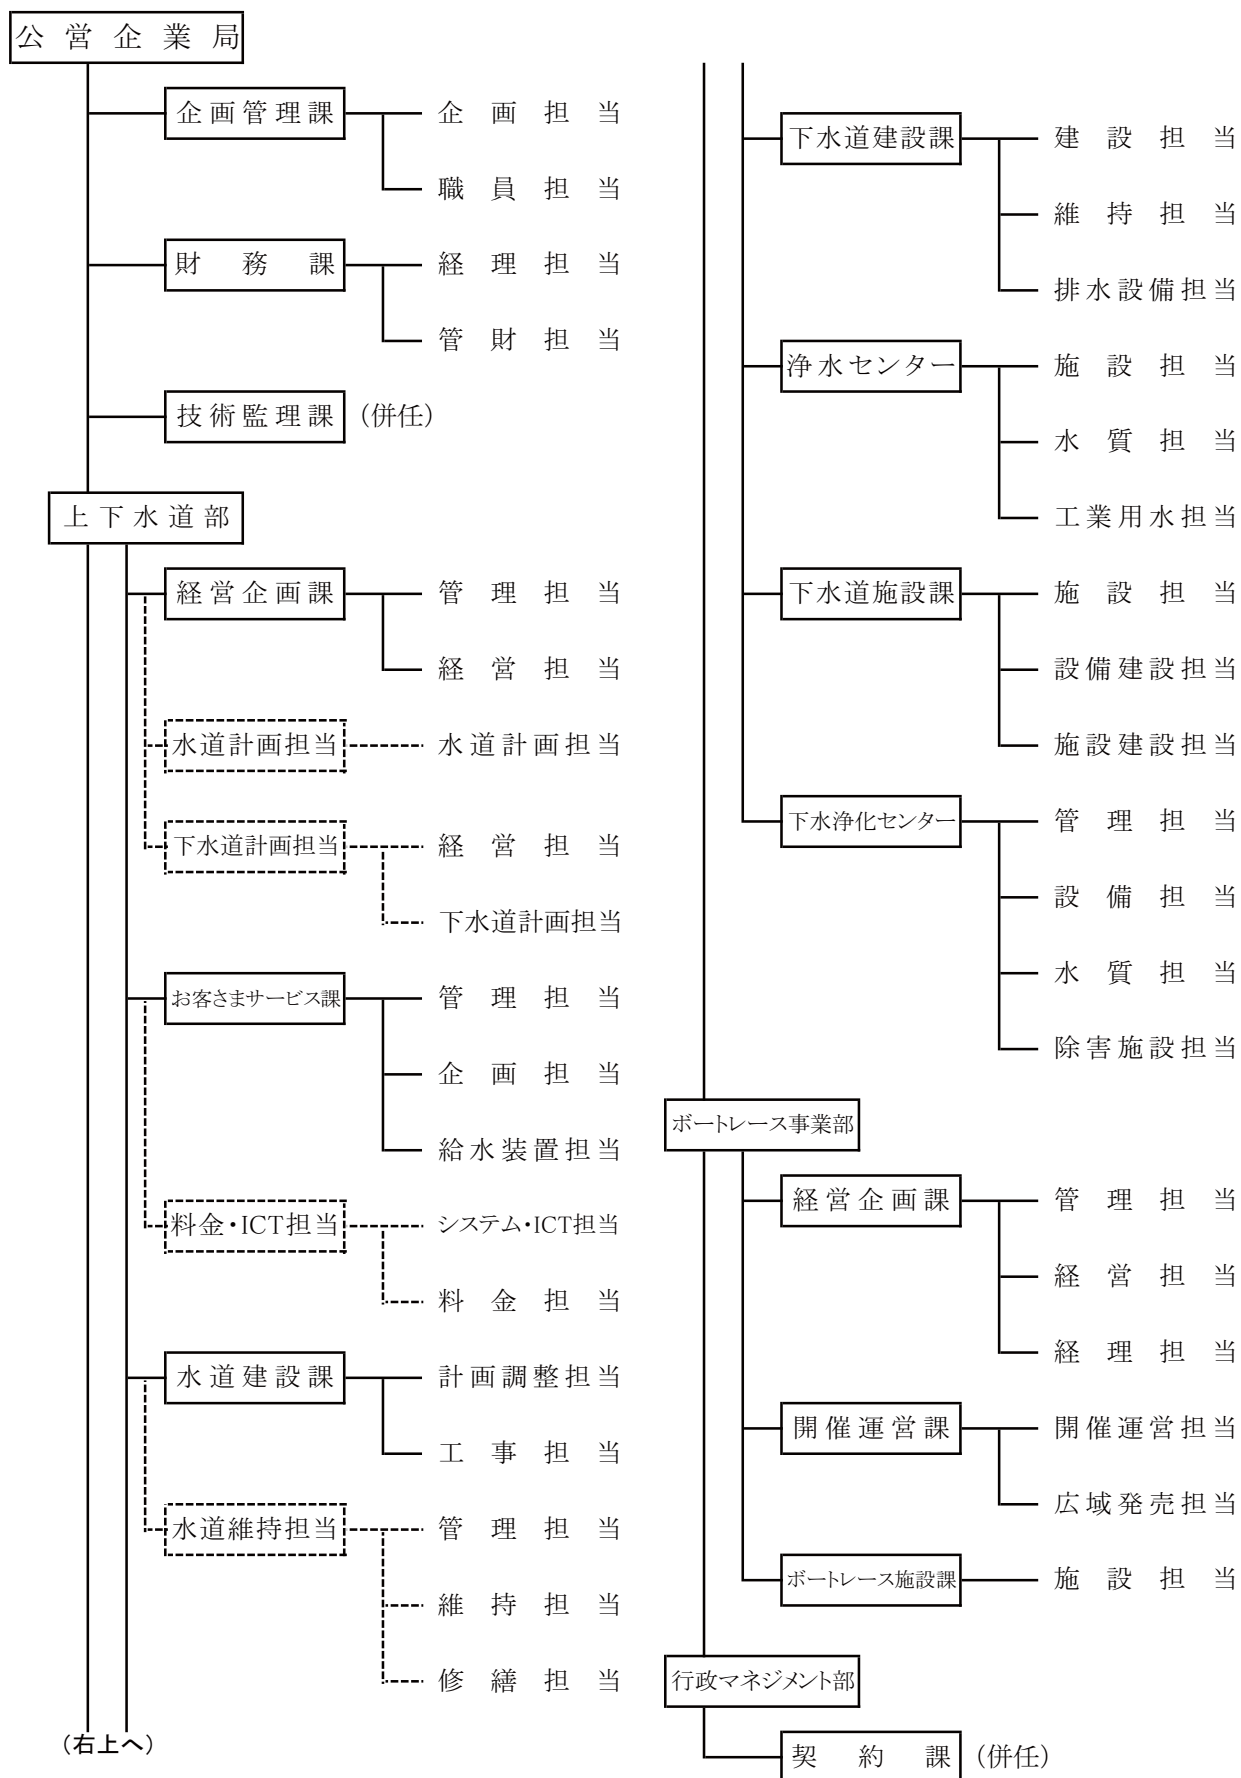 公営企業局
企画管理課 企画担当
職員担当
財務課 経理担当
管財担当
技術監理課 (併任)
上下水道部
経営企画課 管理担当
経営担当
水道計画担当 水道計画担当
下水道計画担当 経営担当
下水道計画担当
お客さまサービス課 管理担当
企画担当
給水装置担当
料金・ICT担当 システム・ICT担当
料金担当
水道建設課 計画調整担当
工事担当
水道維持担当 管理担当
維持担当
修繕担当
(右上へ)
下水道建設課 建設担当
維持担当
排水設備担当
浄水センター 施設担当
水質担当
工業用水担当
下水道施設課 施設担当
設備建設担当
施設建設担当
下水浄化センター 管理担当
設備担当
水質担当
除害施設担当
ボートレース事業部
経営企画課 管理担当
経営担当
経理担当
開催運営課 開催運営担当
広域発売担当
ボートレース施設課 施設担当
行政マネジメント部
契約課 (併任)